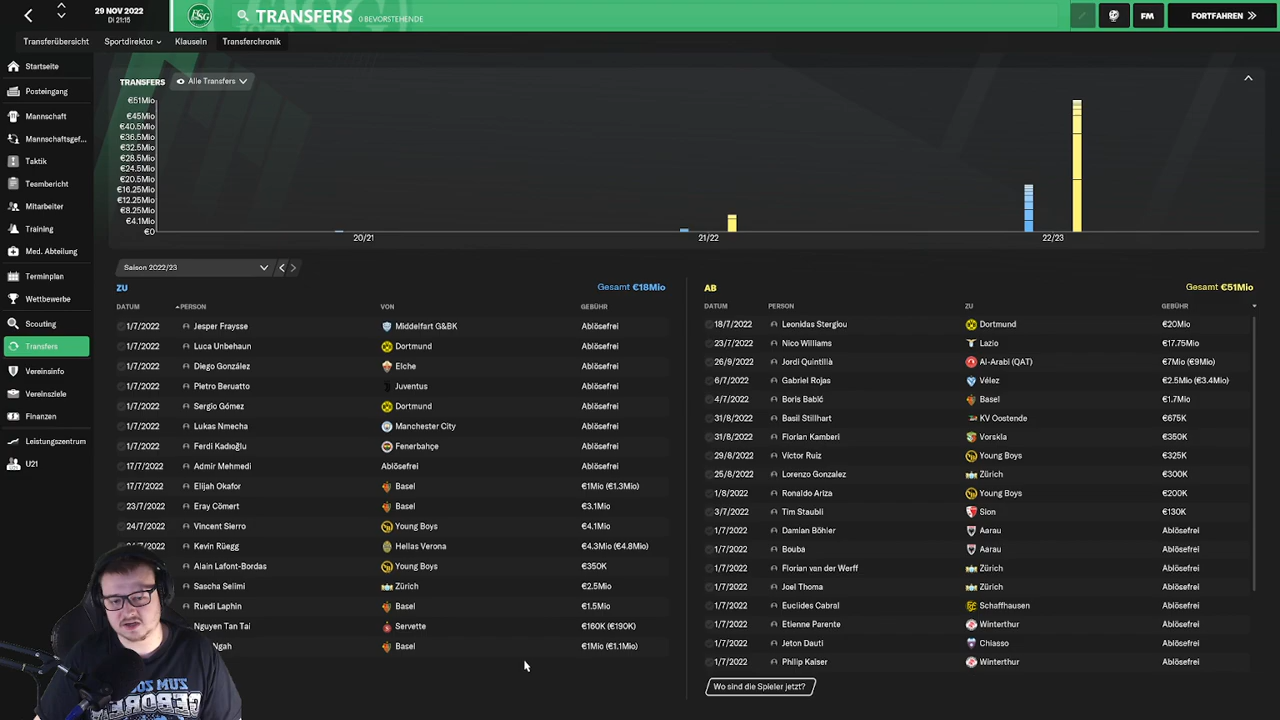 29 NOV 2022
DI 21:15
TRANSFERS
0 BEVORSTEHENDE
FM
FORTFAHREN
Transferübersicht
Sportdirektor
Klauseln
Transferchronik
Startseite
Posteingang
Mannschaft
Mannschaftsgef...
Taktik
Teambericht
Mitarbeiter
Training
Med. Abteilung
Terminplan
Wettbewerbe
Scouting
Transfers
Vereinsinfo
Vereinsziele
Finanzen
Leistungszentrum
U21
TRANSFERS
Alle Transfers
€51Mio
€45Mio
€40.5Mio
€36.5Mio
€32.5Mio
€28.5Mio
€24.5Mio
€20.5Mio
€16.25Mio
€12.25Mio
€8.25Mio
€4.1Mio
€0
20/21
21/22
22/23
Saison 2022/23
ZU
Gesamt €18Mio
DATUM PERSON VON GEBÜHR
1/7/2022 Jesper Fraysse Middelfart G&BK Ablösefrei
1/7/2022 Luca Unbehaun Dortmund Ablösefrei
1/7/2022 Diego González Elche Ablösefrei
1/7/2022 Pietro Beruatto Juventus Ablösefrei
1/7/2022 Sergio Gómez Dortmund Ablösefrei
1/7/2022 Lukas Nmecha Manchester City Ablösefrei
1/7/2022 Ferdi Kadıoğlu Fenerbahçe Ablösefrei
17/7/2022 Admir Mehmedi Ablösefrei Ablösefrei
17/7/2022 Elijah Okafor Basel €1Mio (€1.3Mio)
23/7/2022 Eray Cömert Basel €3.1Mio
24/7/2022 Vincent Sierro Young Boys €4.1Mio
Kevin Rüegg Hellas Verona €4.3Mio (€4.8Mio)
Alain Lafont-Bordas Young Boys €350K
Sascha Selimi Zürich €2.5Mio
Ruedi Laphin Basel €1.5Mio
Nguyen Tan Tai Servette €160K (€190K)
Ngah Basel €1Mio (€1.1Mio)
AB
Gesamt €51Mio
DATUM PERSON ZU GEBÜHR
18/7/2022 Leonidas Stergiou Dortmund €20Mio
23/7/2022 Nico Williams Lazio €17.75Mio
26/9/2022 Jordi Quintillà Al-Arabi (QAT) €7Mio (€9Mio)
6/7/2022 Gabriel Rojas Vélez €2.5Mio (€3.4Mio)
4/7/2022 Boris Babić Basel €1.7Mio
31/8/2022 Basil Stillhart KV Oostende €675K
31/8/2022 Florian Kamberi Vorskla €350K
29/8/2022 Víctor Ruiz Young Boys €325K
25/8/2022 Lorenzo Gonzalez Zürich €300K
1/8/2022 Ronaldo Ariza Young Boys €200K
3/7/2022 Tim Staubli Sion €130K
1/7/2022 Damian Böhler Aarau Ablösefrei
1/7/2022 Bouba Aarau Ablösefrei
1/7/2022 Florian van der Werff Zürich Ablösefrei
1/7/2022 Joel Thoma Zürich Ablösefrei
1/7/2022 Euclides Cabral Schaffhausen Ablösefrei
1/7/2022 Etienne Parente Winterthur Ablösefrei
1/7/2022 Jeton Dauti Chiasso Ablösefrei
1/7/2022 Philip Kaiser Winterthur Ablösefrei
Wo sind die Spieler jetzt?